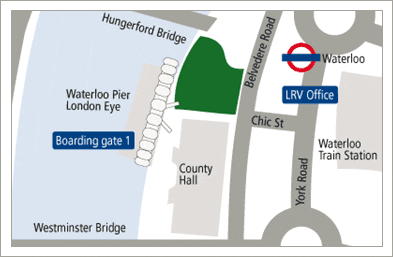 Hungerford Bridge
Belvedere Road
Waterloo
Waterloo Pier
London Eye
LRV Office
Chic St
Boarding gate 1
Waterloo
Train Station
County
Hall
York Road
Westminster Bridge